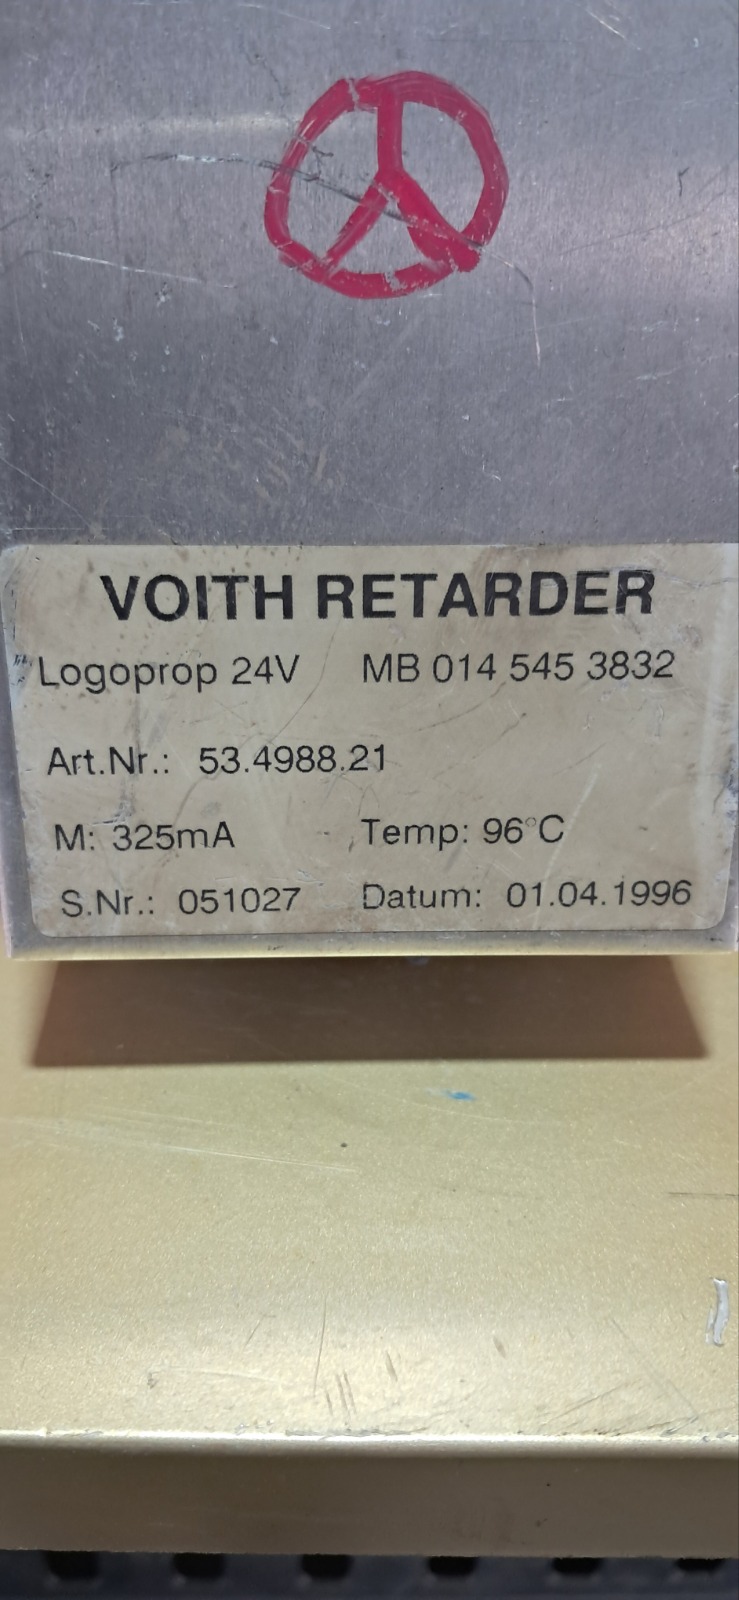 VOITH RETARDER
Logoprop 24V MB 014 545 3832
Art.Nr.: 53.4988.21
M: 325mA Temp: 96°C
S.Nr.: 051027 Datum: 01.04.1996